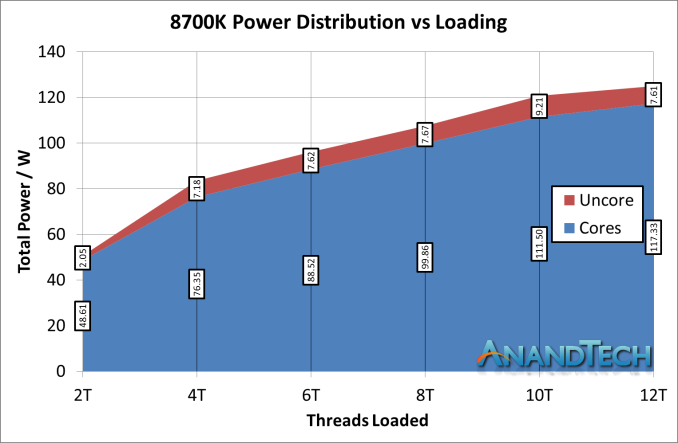 8700K Power Distribution vs Loading
140
120
100
80
60
40
20
0
Total Power / W
2.05
7.18
7.62
7.67
9.21
7.61
48.61
76.35
88.52
99.86
111.50
117.33
Uncore
Cores
ANANDTECH
2T 4T 6T 8T 10T 12T
Threads Loaded